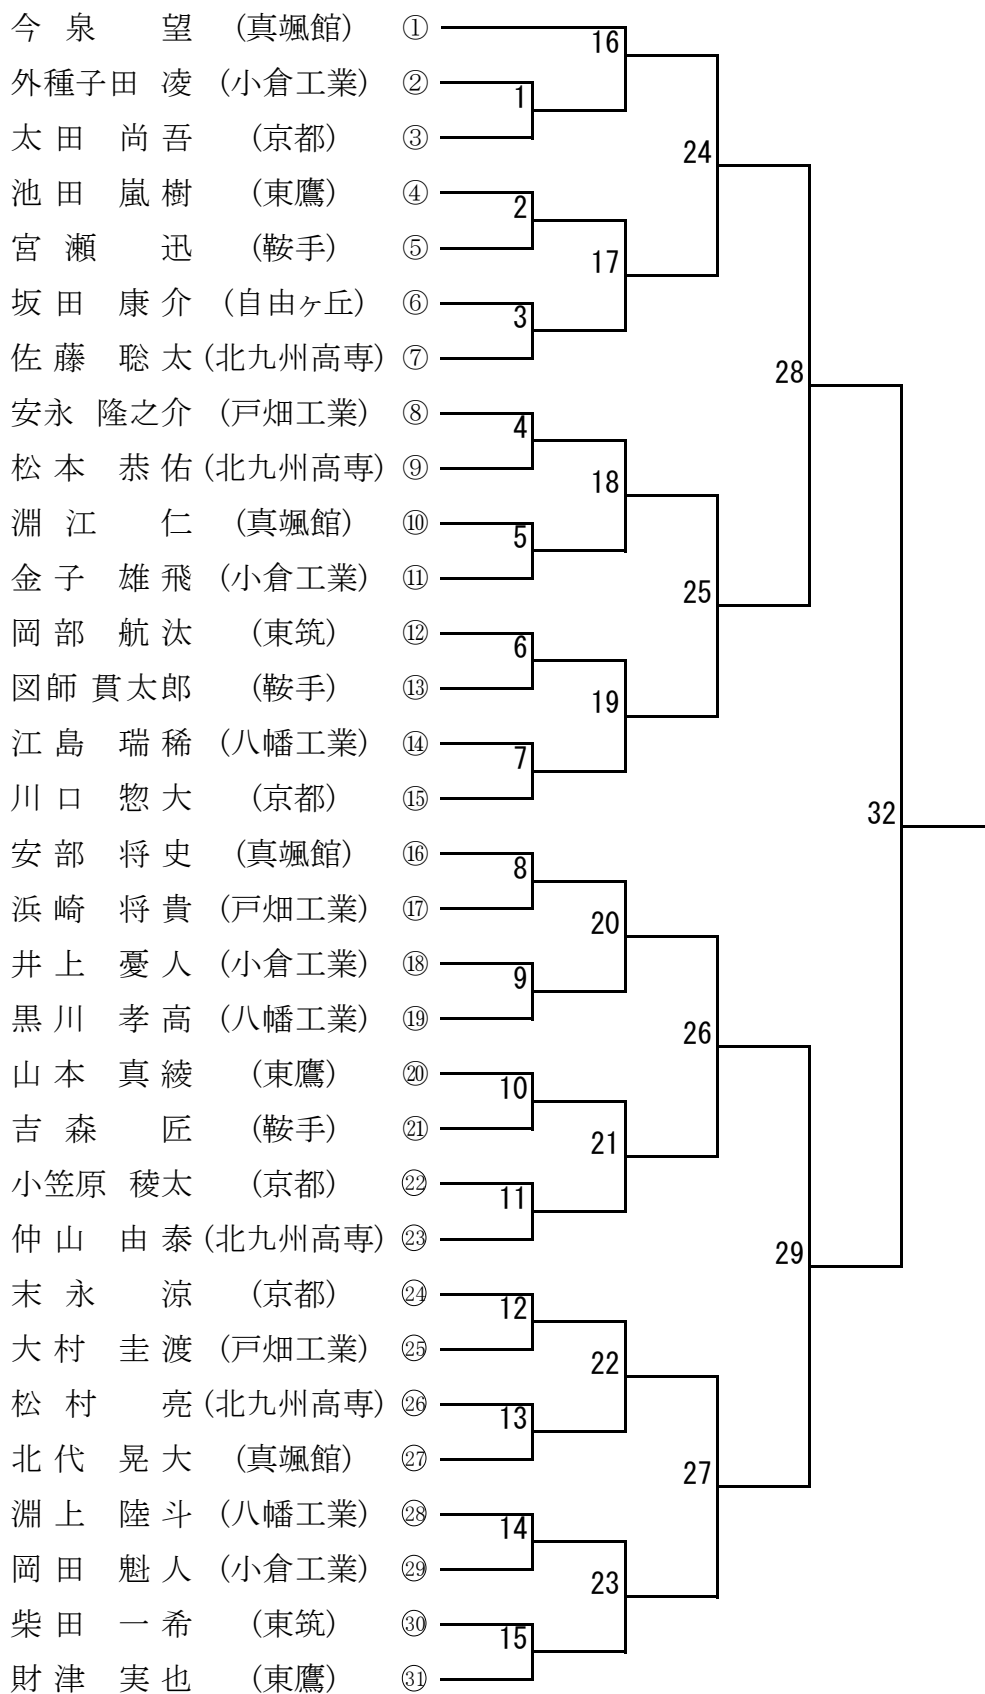 今泉 望 (真颯館) ①
16
外種子田 凌 (小倉工業) ②
1
太田 尚吾 (京都) ③
24
池田 嵐樹 (東鷹) ④
2
宮瀬 迅 (鞍手) ⑤
17
坂田 康介 (自由ヶ丘) ⑥
3
佐藤 聡太 (北九州高専) ⑦
28
安永 隆之介 (戸畑工業) ⑧
4
松本 恭佑 (北九州高専) ⑨
18
淵江 仁 (真颯館) ⑩
5
金子 雄飛 (小倉工業) ⑪
25
岡部 航汰 (東筑) ⑫
6
図師 貫太郎 (鞍手) ⑬
19
江島 瑞稀 (八幡工業) ⑭
7
川口 惣大 (京都) ⑮
32
安部 将史 (真颯館) ⑯
8
浜崎 将貴 (戸畑工業) ⑰
20
井上 憂人 (小倉工業) ⑱
9
黒川 孝高 (八幡工業) ⑲
26
山本 真綾 (東鷹) ⑳
10
吉森 匠 (鞍手) ㉑
21
小笠原 稜太 (京都) ㉒
11
仲山 由泰 (北九州高専) ㉓
29
末永 涼 (京都) ㉔
12
大村 圭渡 (戸畑工業) ㉕
22
松村 亮 (北九州高専) ㉖
13
北代 晃大 (真颯館) ㉗
27
淵上 陸斗 (八幡工業) ㉘
14
岡田 魁人 (小倉工業) ㉙
23
柴田 一希 (東筑) ㉚
15
財津 実也 (東鷹) ㉛